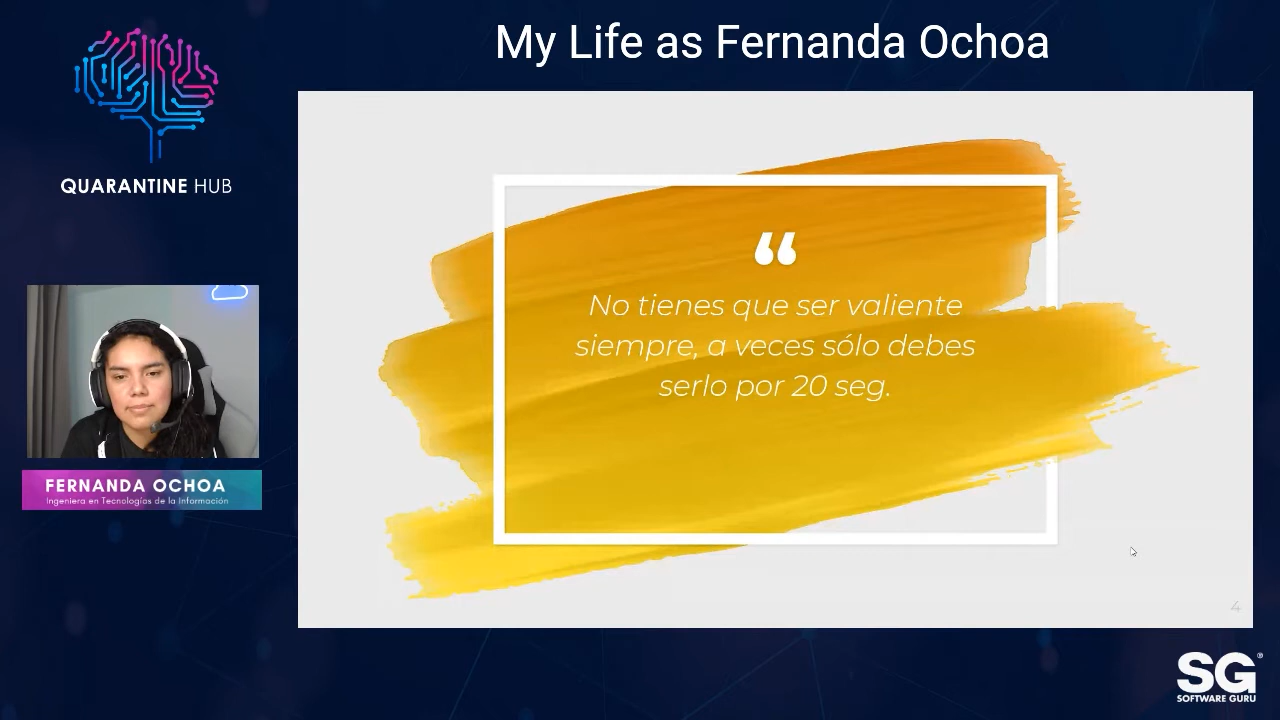 My Life as Fernanda Ochoa
QUARANTINE HUB
“
No tienes que ser valiente
siempre, a veces sólo debes
serlo por 20 seg.
FERNANDA OCHOA
Ingeniera en Tecnologías de la Información
4
SG®
SOFTWARE GURU